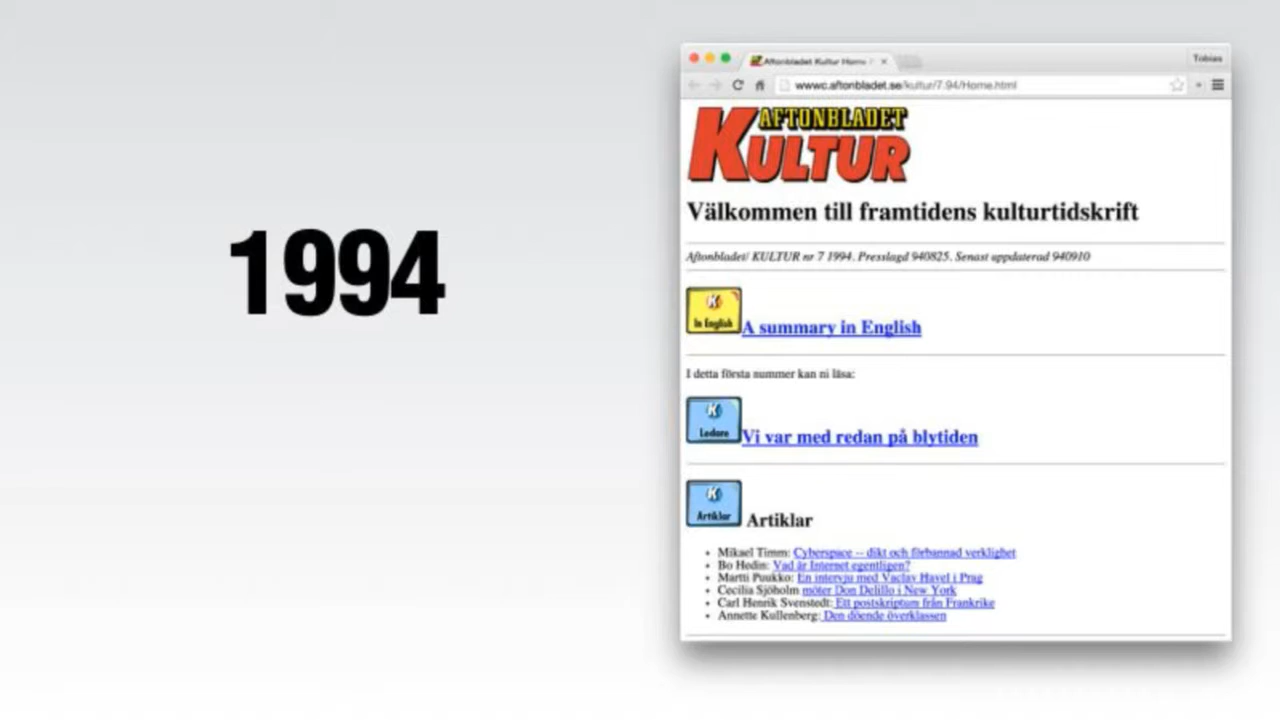 1994
Aftonbladet Kultur Home P
Tobias
wwwc.aftonbladet.se/kultur/7.94/Home.html
AFTONBLADET
KULTUR
Välkommen till framtidens kulturtidskrift
Aftonbladet/ KULTUR nr 7 1994. Presslagd 940825. Senast uppdaterad 940910
K
In English
A summary in English
I detta första nummer kan ni läsa:
K
Ledare
Vi var med redan på blytiden
K
Artiklar
Artiklar
Mikael Timm: Cyberspace -- dikt och förbannad verklighet
Bo Hedin: Vad är Internet egentligen?
Martti Puukko: En intervju med Vaclav Havel i Prag
Cecilia Sjöholm möter Don Delillo i New York
Carl Henrik Svenstedt: Ett postskriptum från Frankrike
Annette Kullenberg: Den döende överklassen